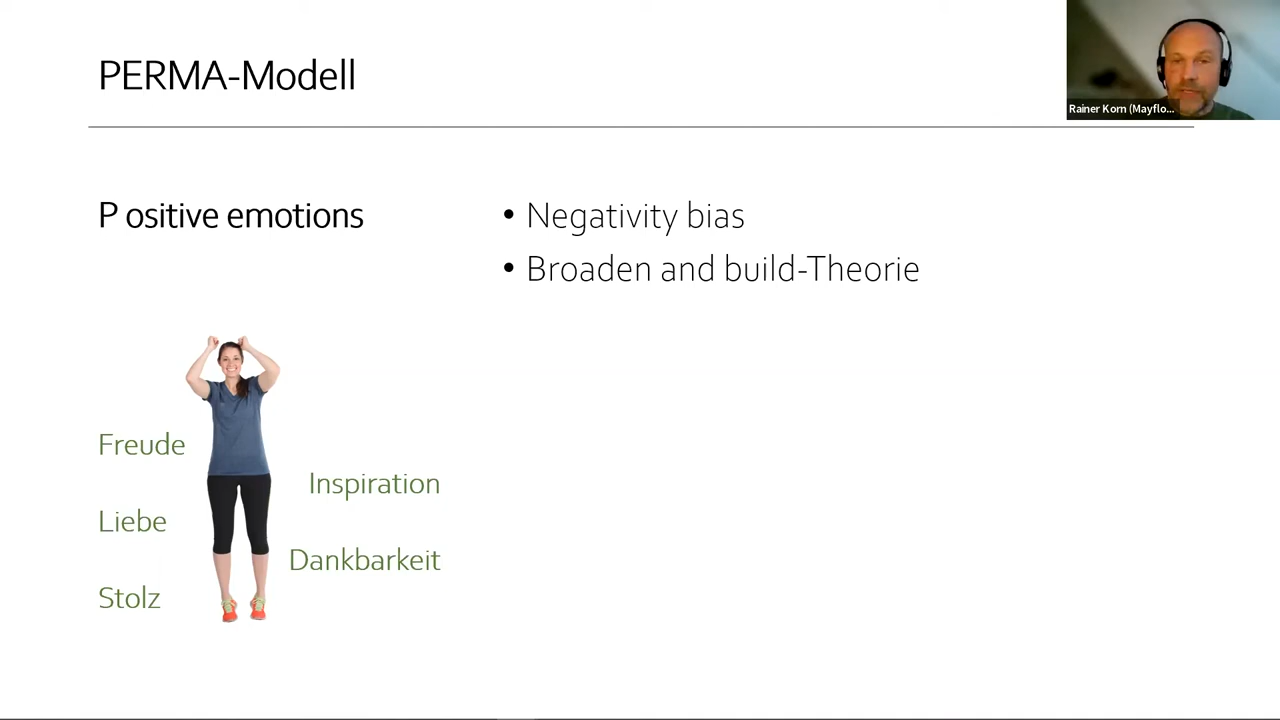 PERMA-Modell
Rainer Korn (Mayflo...
P ositive emotions
• Negativity bias
• Broaden and build-Theorie
Freude
Inspiration
Liebe
Dankbarkeit
Stolz